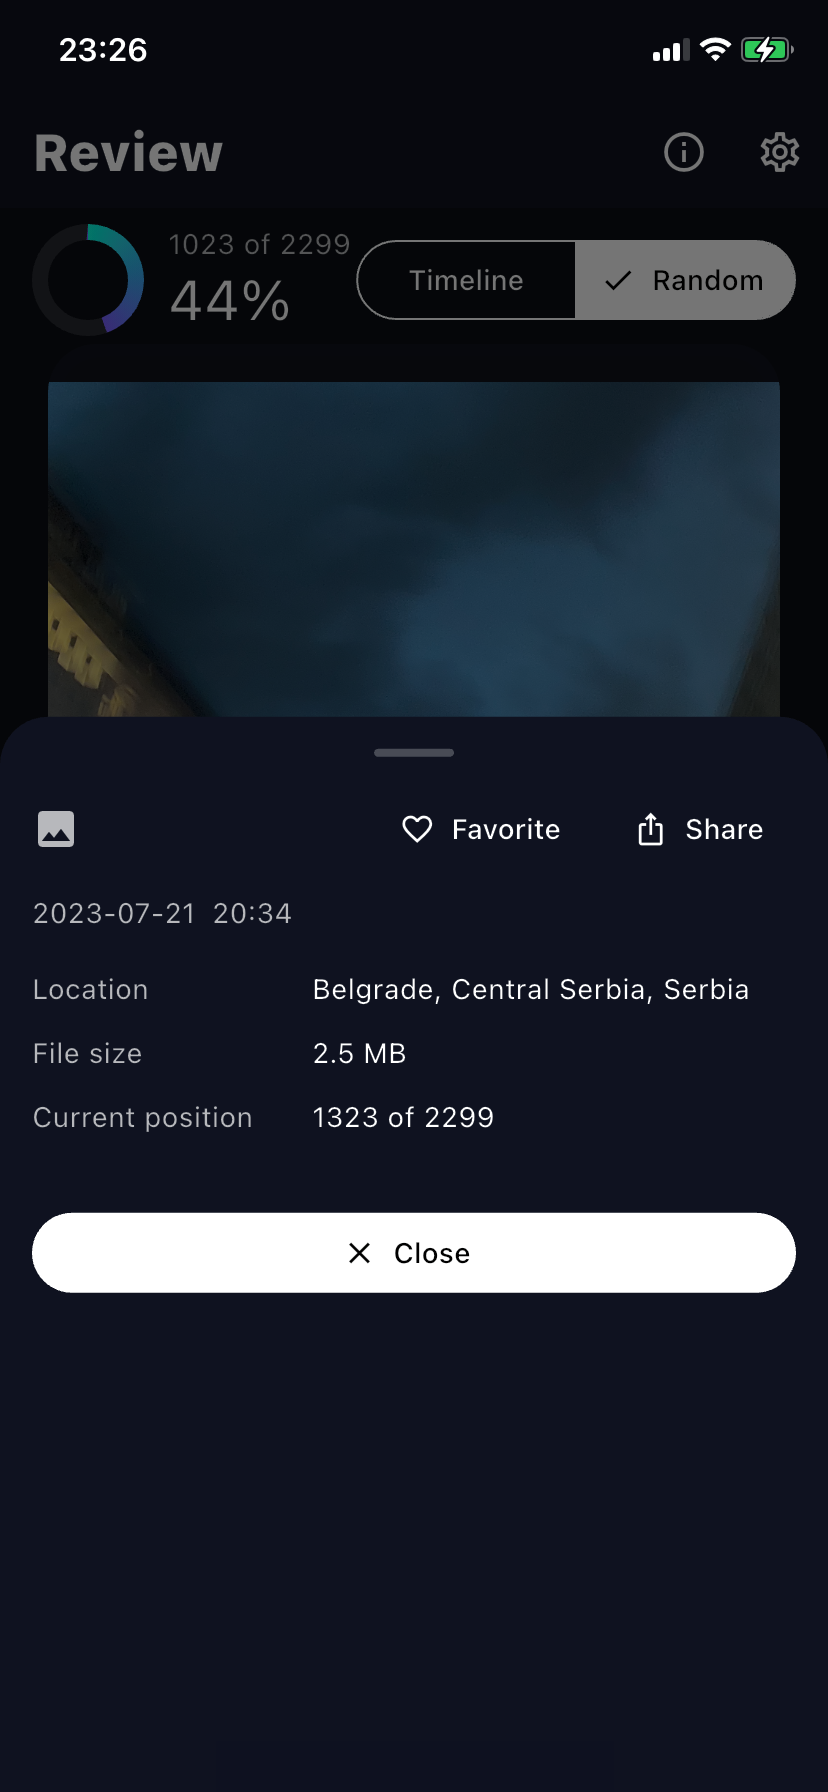 23:26
Review
1023 of 2299
44%
Timeline
Random
Favorite
Share
2023-07-21 20:34
Location
Belgrade, Central Serbia, Serbia
File size
2.5 MB
Current position
1323 of 2299
Close